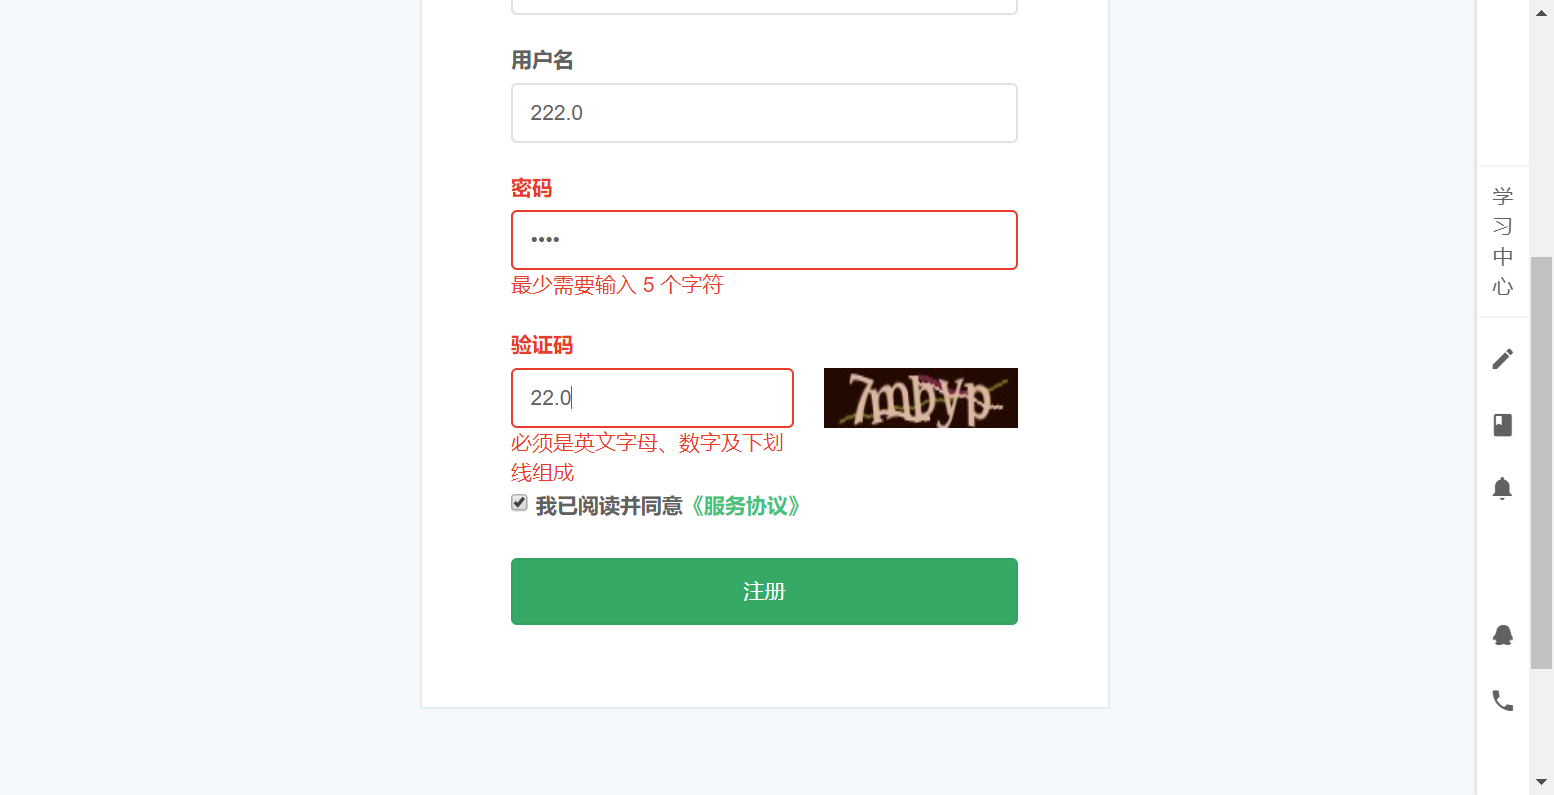 用户名
222.0
密码
••••
最少需要输入 5 个字符
验证码
22.0
7mbyp
必须是英文字母、数字及下划
线组成
我已阅读并同意《服务协议》
注册
学
习
中
心